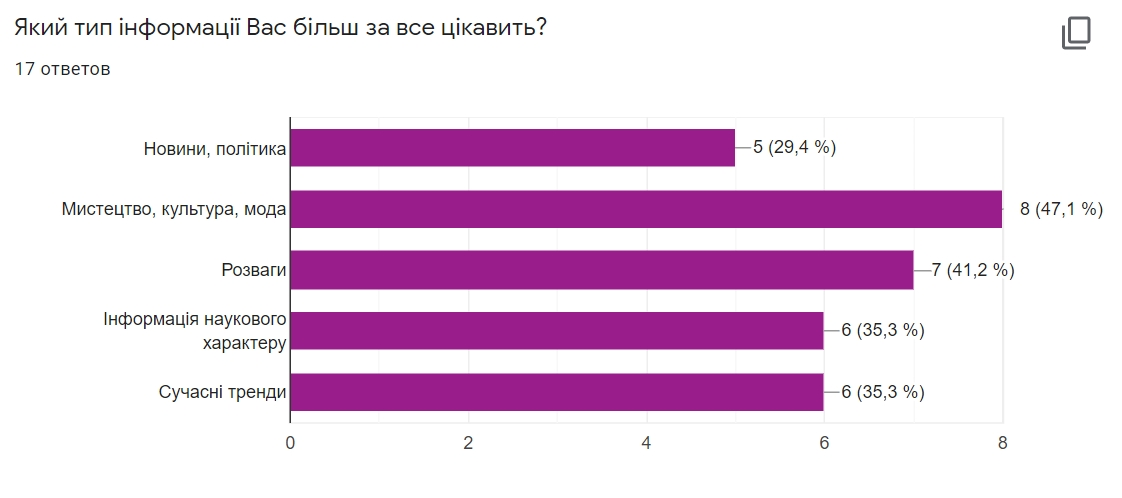 Який тип інформації Вас більш за все цікавить?
17 ответов
Новини, політика
5 (29,4 %)
Мистецтво, культура, мода
8 (47,1 %)
Розваги
7 (41,2 %)
Інформація наукового
характеру
6 (35,3 %)
Сучасні тренди
6 (35,3 %)
0 2 4 6 8